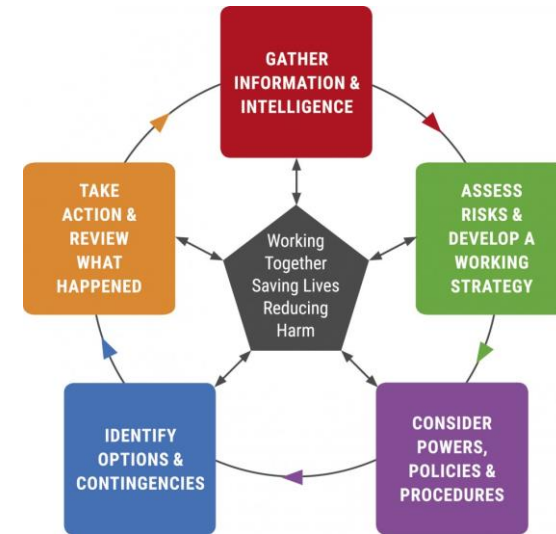 GATHER
INFORMATION &
INTELLIGENCE
ASSESS
RISKS &
DEVELOP A
WORKING
STRATEGY
CONSIDER
POWERS,
POLICIES &
PROCEDURES
IDENTIFY
OPTIONS &
CONTINGENCIES
TAKE
ACTION &
REVIEW
WHAT
HAPPENED
Working
Together
Saving Lives
Reducing
Harm